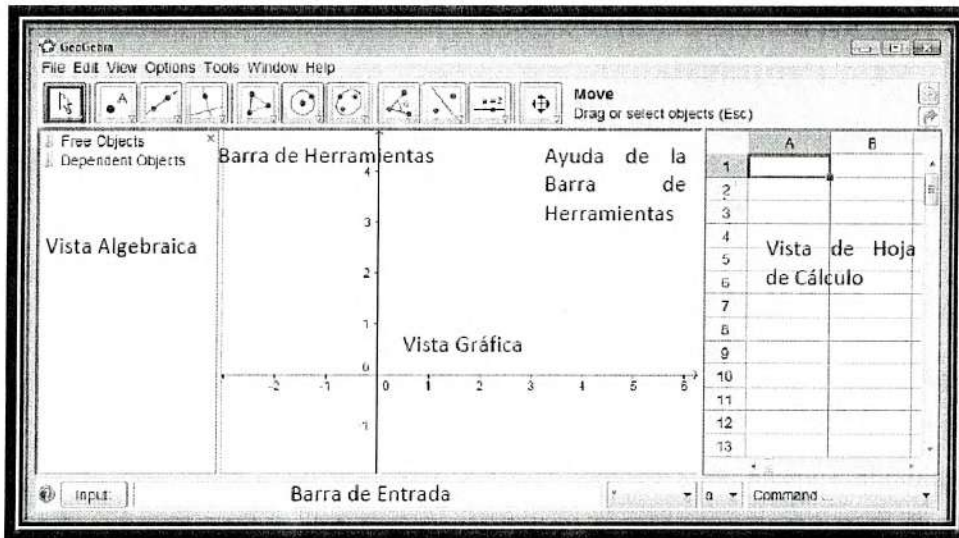 GeoGebra
File Edit View Options Tools Window Help
A
a=2
Move
Drag or select objects (Esc)
Free Objects
Dependent Objects
Barra de Herramientas
Ayuda de la
Barra de
Herramientas
Vista Algebraica
Vista Gráfica
4
3
2
1
0
-2 -1 0 1 2 3 4 5 6
A B
1
2
3
4
5
6
7
8
9
10
11
12
13
Vista de Hoja
de Cálculo
Input:
Barra de Entrada
α
Command ...